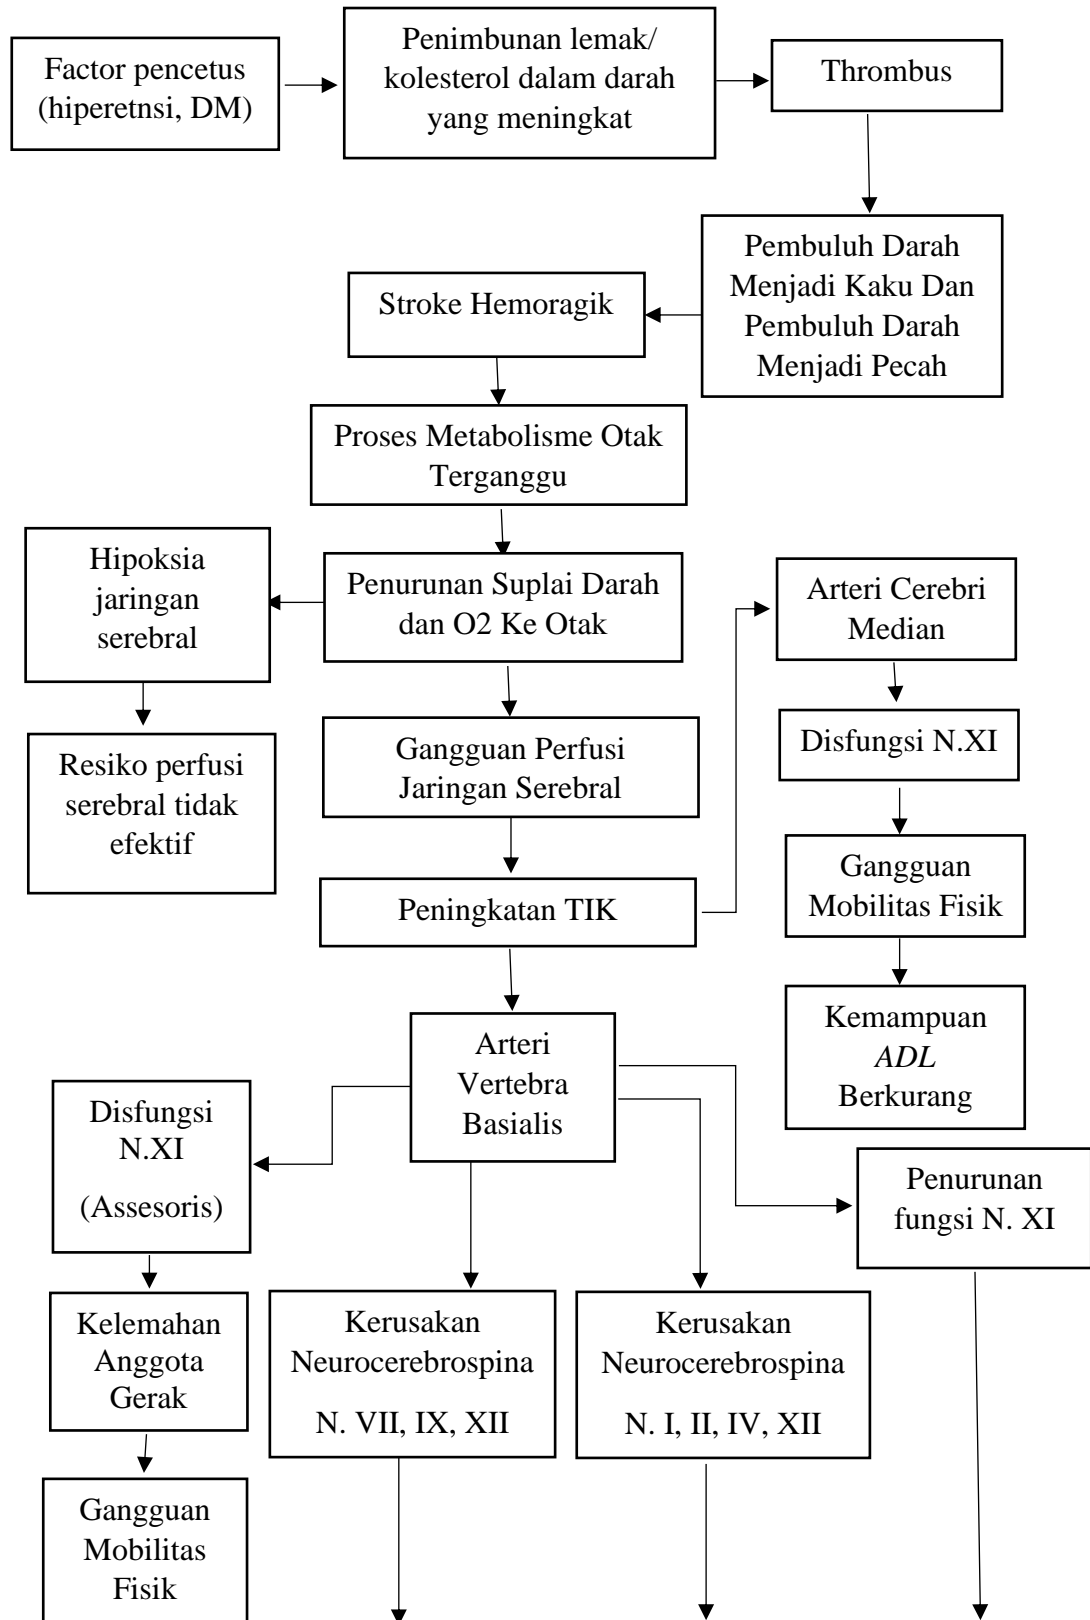 Factor pencetus
(hiperetnsi, DM)
Penimbunan lemak/
kolesterol dalam darah
yang meningkat
Thrombus
Pembuluh Darah
Menjadi Kaku Dan
Pembuluh Darah
Menjadi Pecah
Stroke Hemoragik
Proses Metabolisme Otak
Terganggu
Hipoksia
jaringan
serebral
Penurunan Suplai Darah
dan O2 Ke Otak
Arteri Cerebri
Median
Resiko perfusi
serebral tidak
efektif
Gangguan Perfusi
Jaringan Serebral
Disfungsi N.XI
Peningkatan TIK
Gangguan
Mobilitas Fisik
Kemampuan
ADL
Berkurang
Arteri
Vertebra
Basialis
Disfungsi
N.XI
(Assesoris)
Penurunan
fungsi N. XI
Kelemahan
Anggota
Gerak
Kerusakan
Neurocerebrospina
N. VII, IX, XII
Kerusakan
Neurocerebrospina
N. I, II, IV, XII
Gangguan
Mobilitas
Fisik